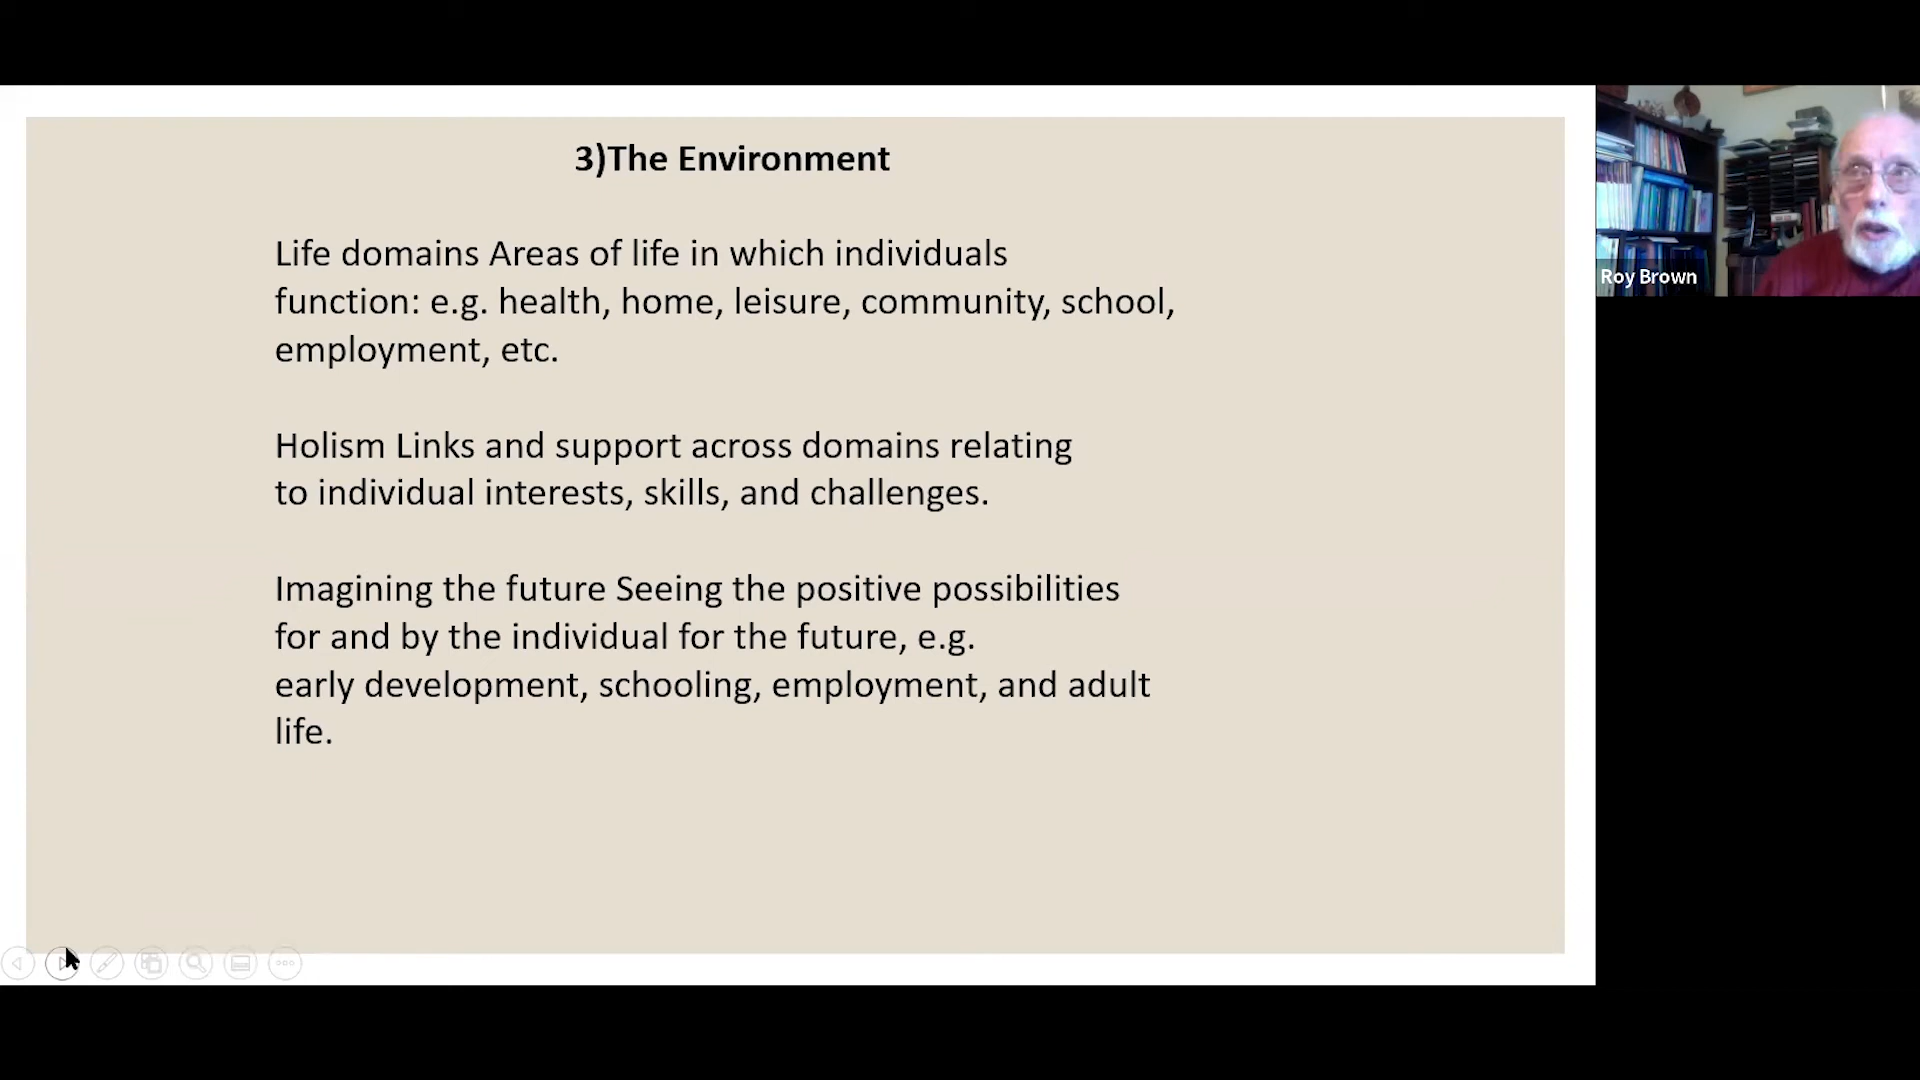 3)The Environment
Life domains Areas of life in which individuals
function: e.g. health, home, leisure, community, school,
employment, etc.
Holism Links and support across domains relating
to individual interests, skills, and challenges.
Imagining the future Seeing the positive possibilities
for and by the individual for the future, e.g.
early development, schooling, employment, and adult
life.
Roy Brown